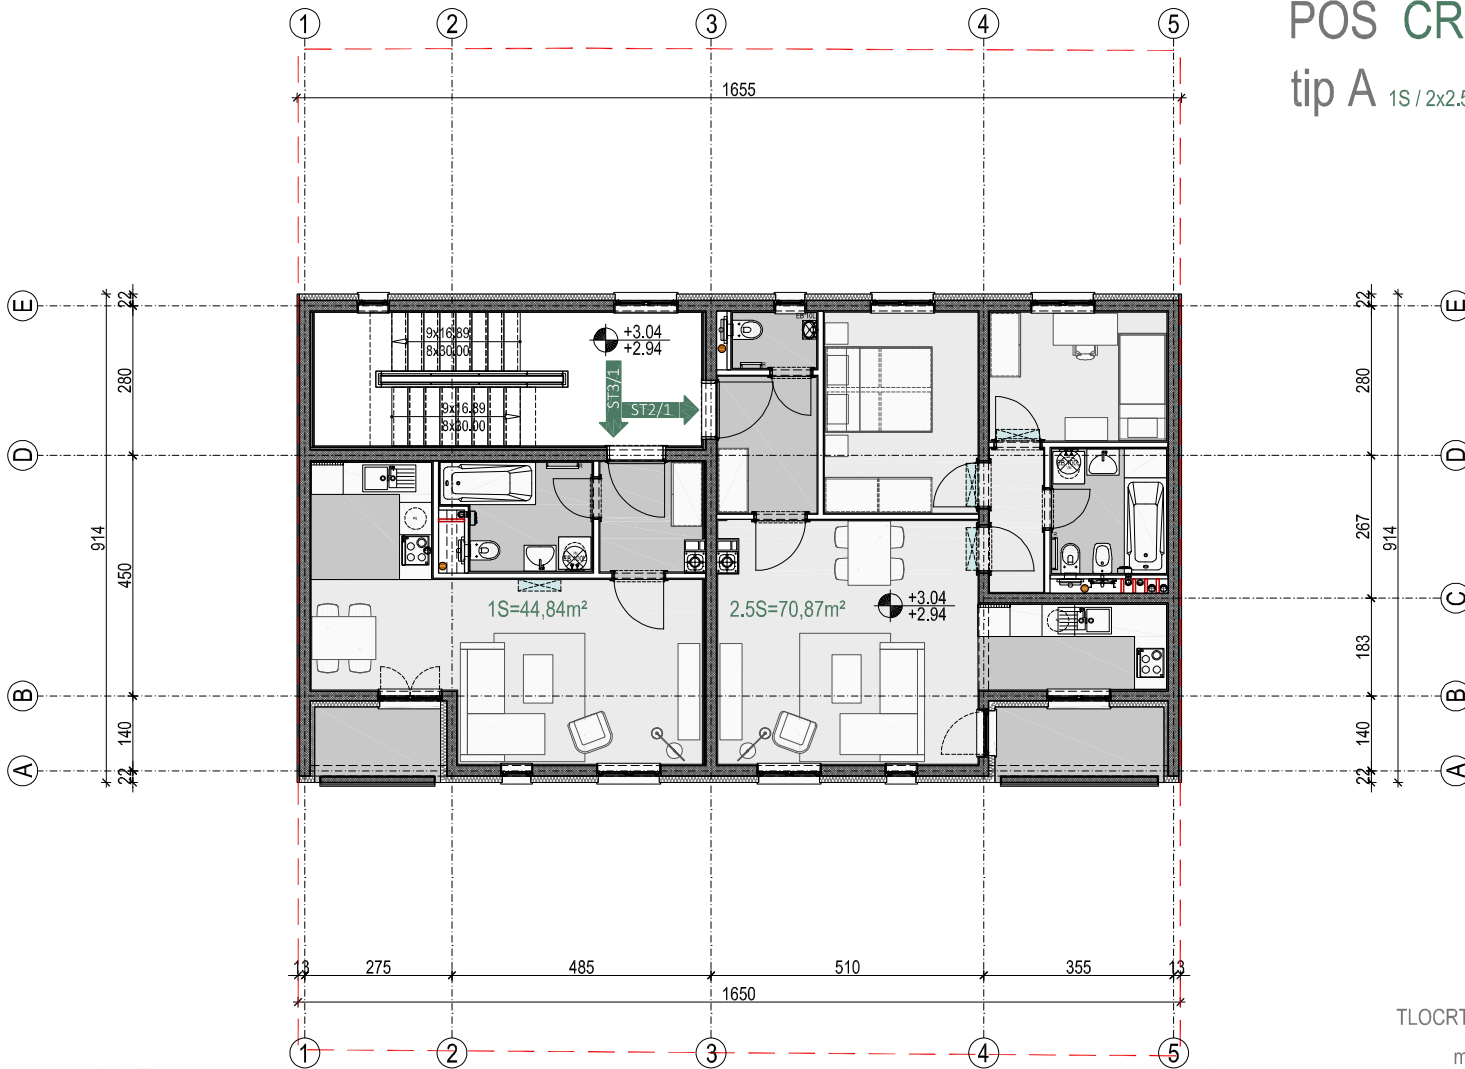 POS CR
tip A 1S / 2x2.5
1 2 3 4 5
1655
E E
D D
C
B B
A A
22
280
450
140
22
914
22
280
267
183
140
22
914
9x16.89
8x30.00
9x16.89
8x30.00
+3.04
+2.94
ST3/1
ST2/1
1S=44,84m²
2.5S=70,87m²
+3.04
+2.94
13 275 485 510 355 13
1650
1 2 3 4 5
TLOCRT
m